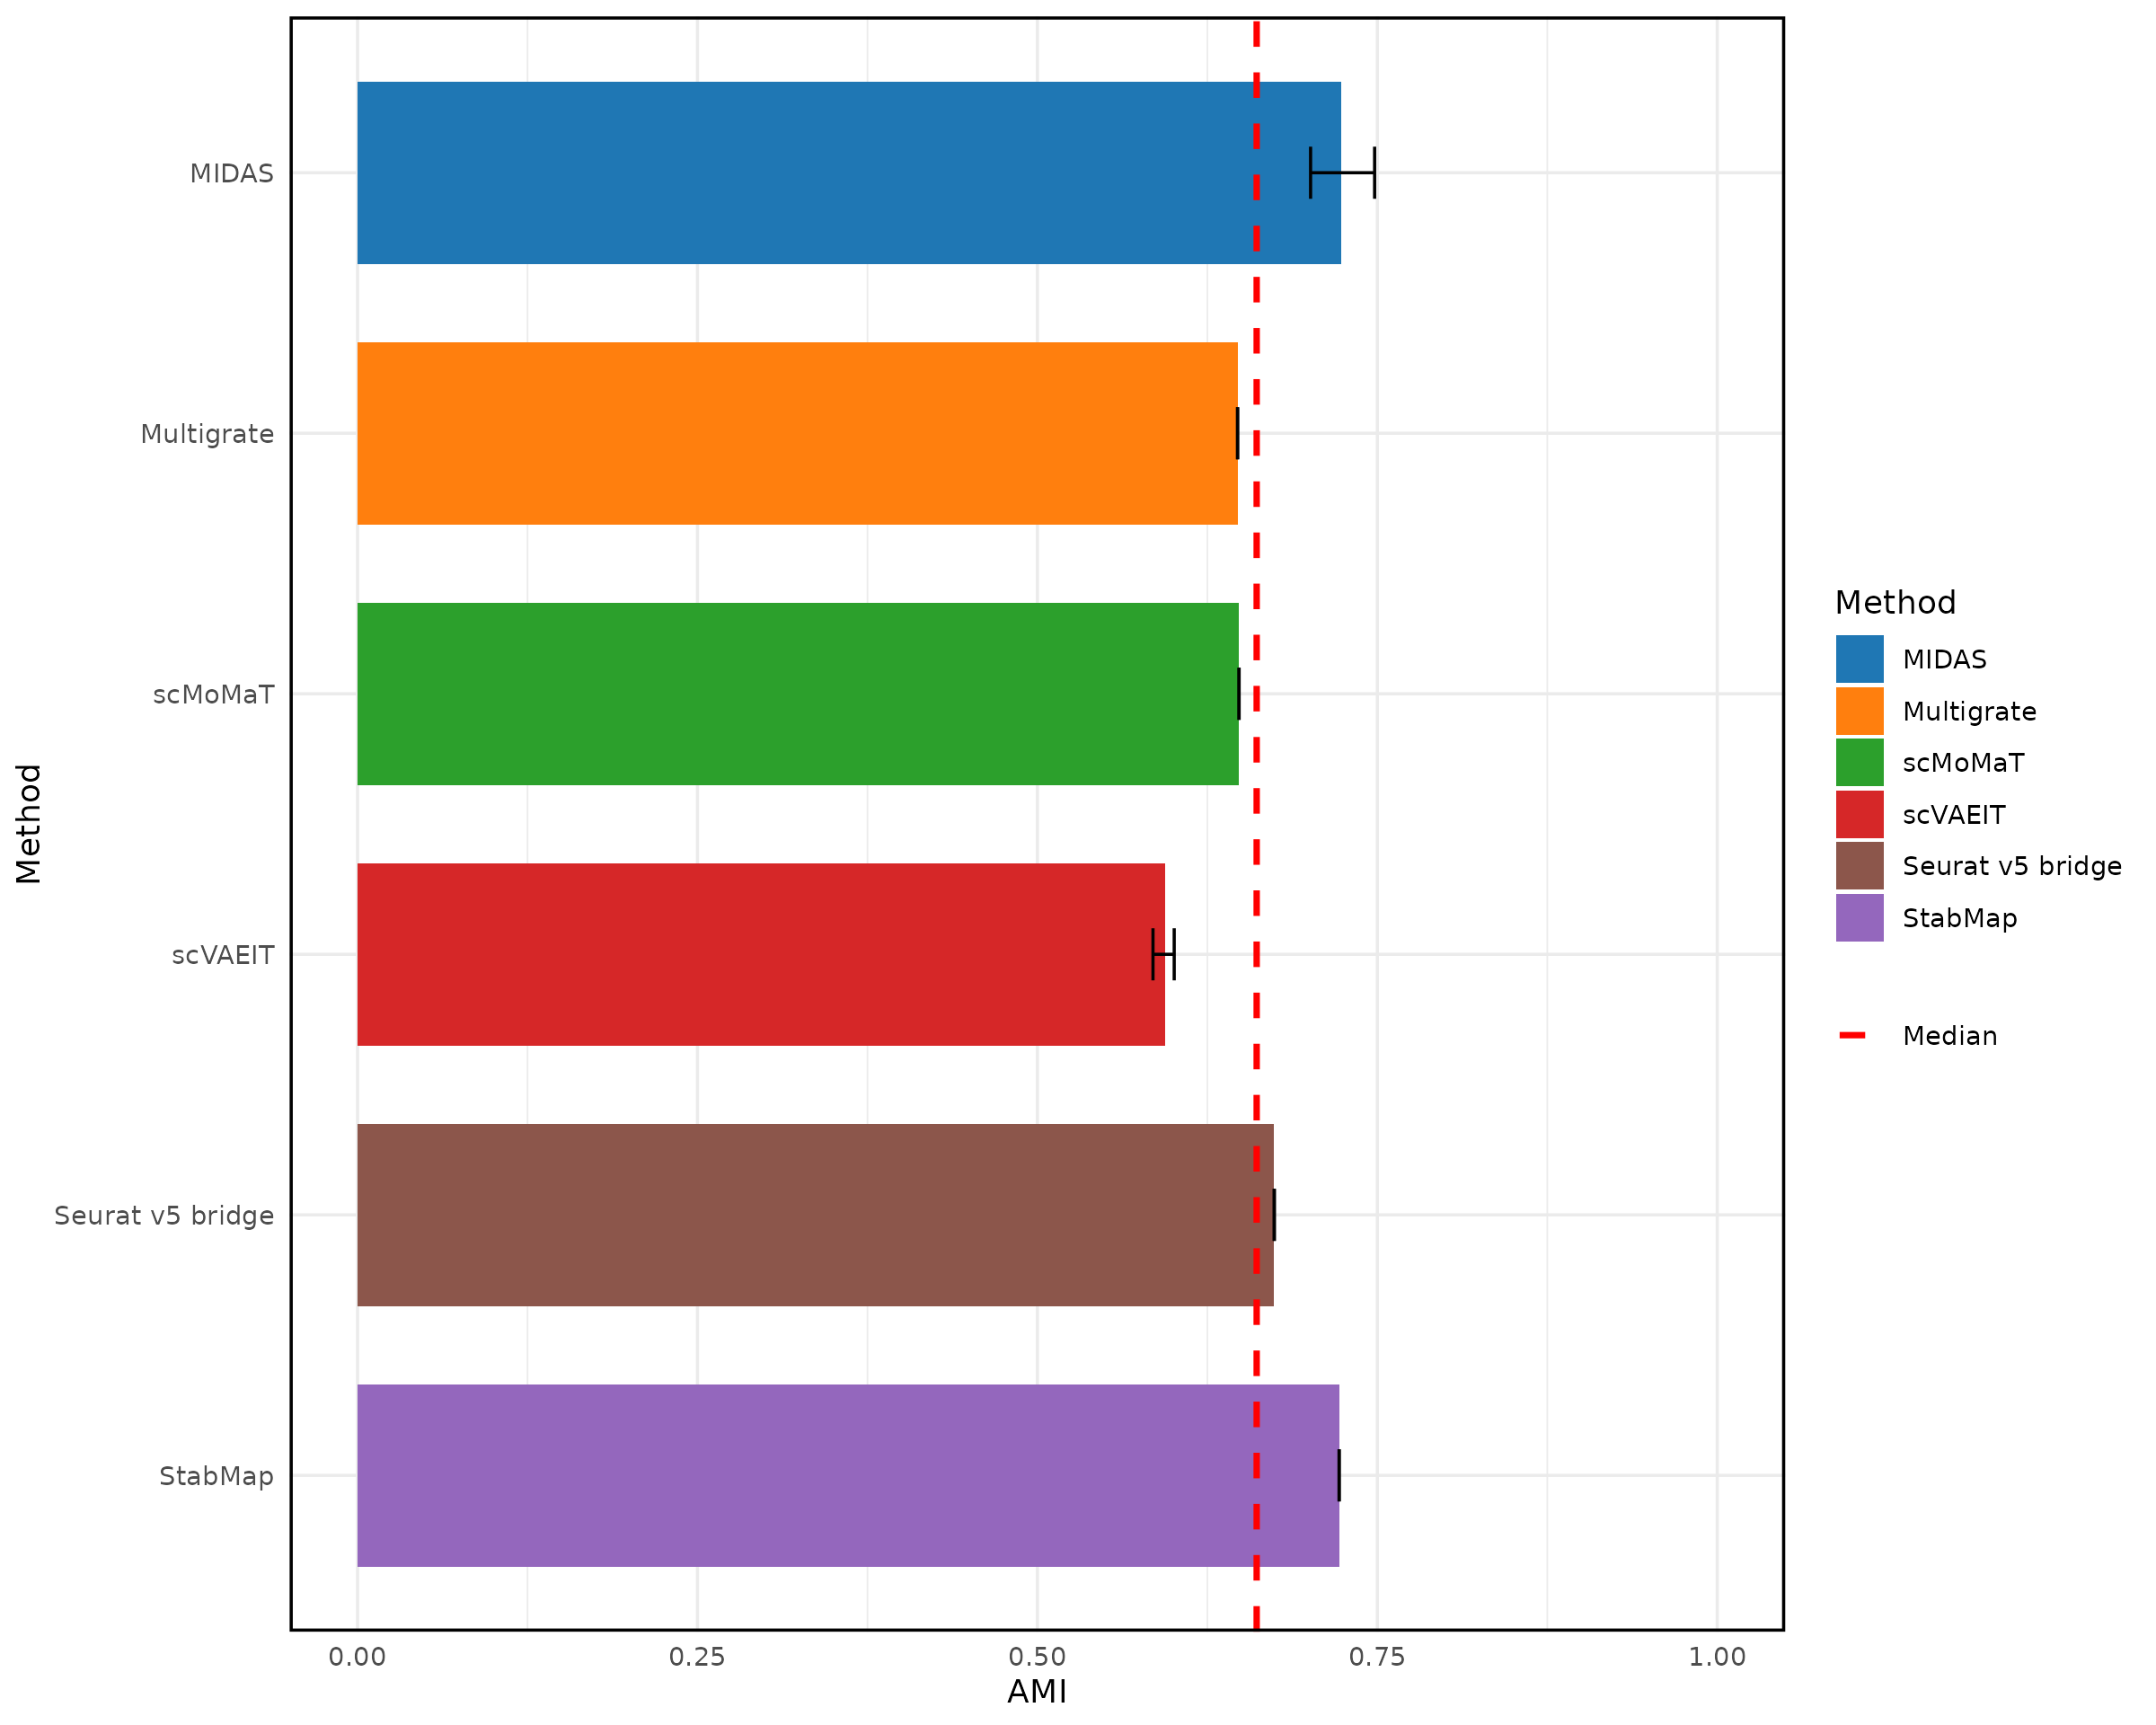 Method
MIDAS
Multigrate
scMoMaT
scVAEIT
Seurat v5 bridge
StabMap
0.00
0.25
0.50
0.75
1.00
AMI
Method
MIDAS
Multigrate
scMoMaT
scVAEIT
Seurat v5 bridge
StabMap
Median